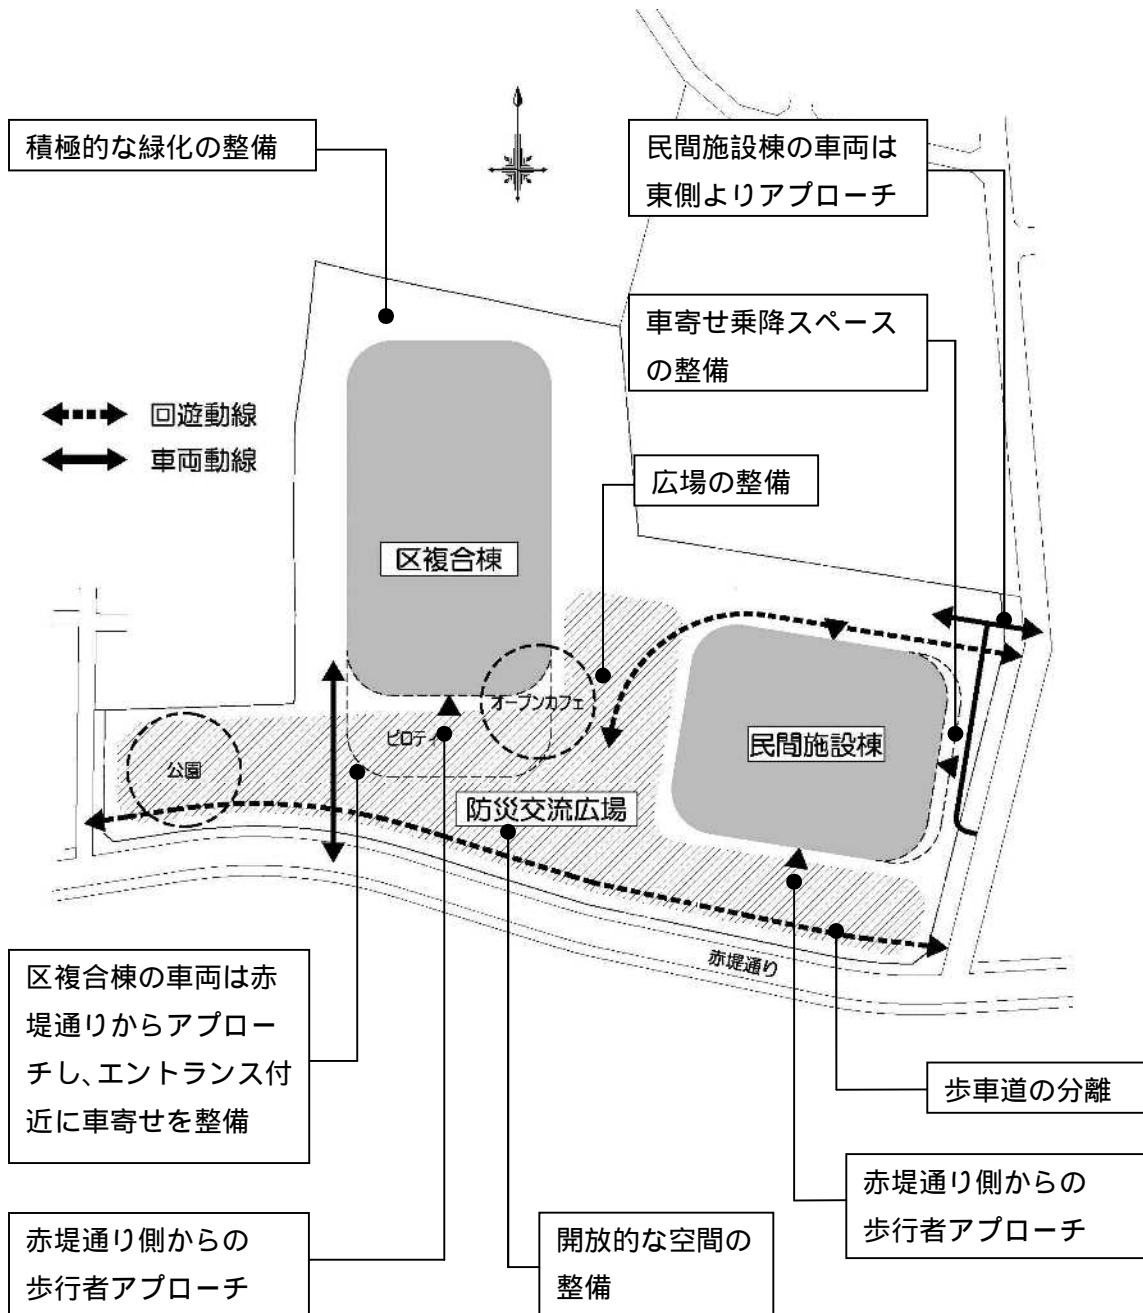 積極的な緑化の整備
民間施設棟の車両は
東側よりアプローチ
車寄せ乗降スペース
の整備
回遊動線
車両動線
広場の整備
区複合棟
オープンカフェ
ピロティ
民間施設棟
公園
防災交流広場
赤堤通り
区複合棟の車両は赤
堤通りからアプロー
チし、エントランス付
近に車寄せを整備
歩車道の分離
赤堤通り側からの
歩行者アプローチ
赤堤通り側からの
歩行者アプローチ
開放的な空間の
整備